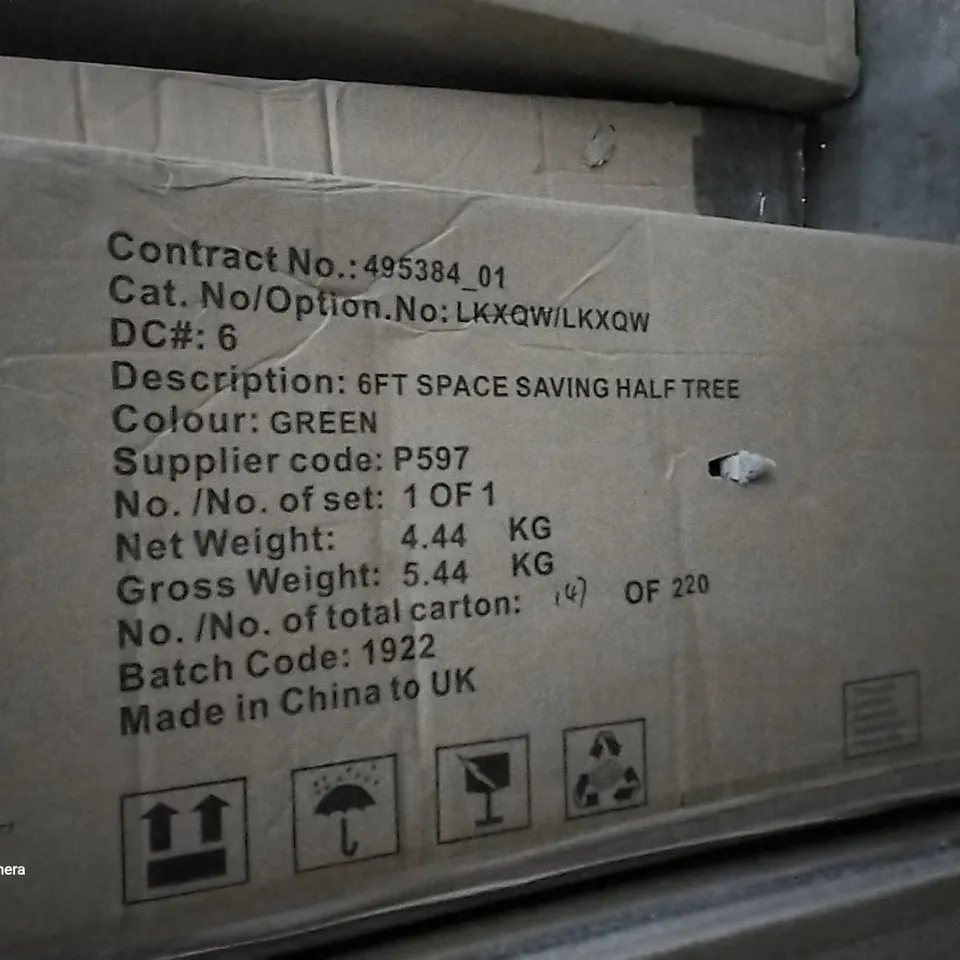 Contract No.: 495384_01
Cat. No/Option.No: LKXQW/LKXQW
DC#: 6
Description: 6FT SPACE SAVING HALF TREE
Colour: GREEN
Supplier code: P597
No. /No. of set: 1 OF 1
Net Weight: 4.44 KG
Gross Weight: 5.44 KG
No. /No. of total carton: OF 220
Batch Code: 1922
Made in China to UK